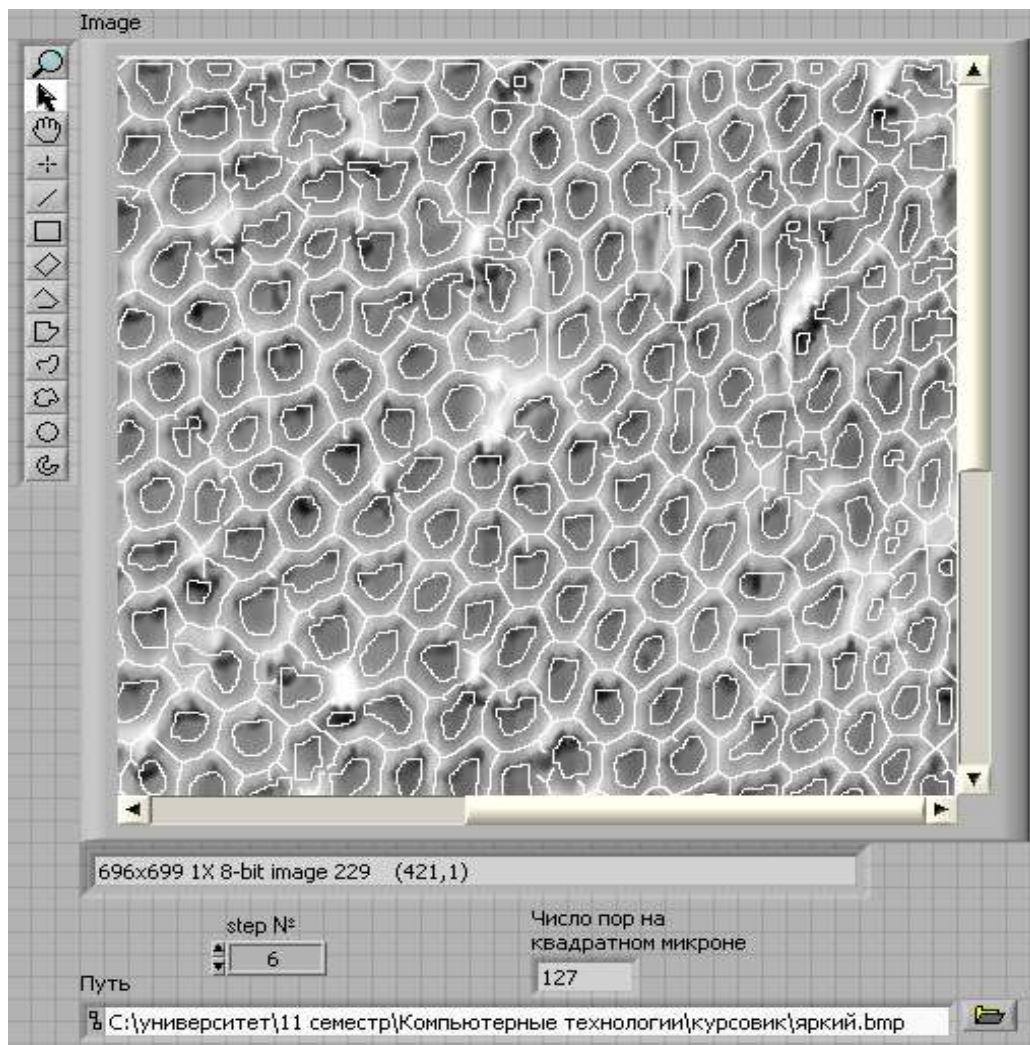 Image
696x699 1X 8-bit image 229    (421,1)
step №
6
Число пор на
квадратном микроне
127
Путь
C:\университет\11 семестр\Компьютерные технологии\курсовик\яркий.bmp